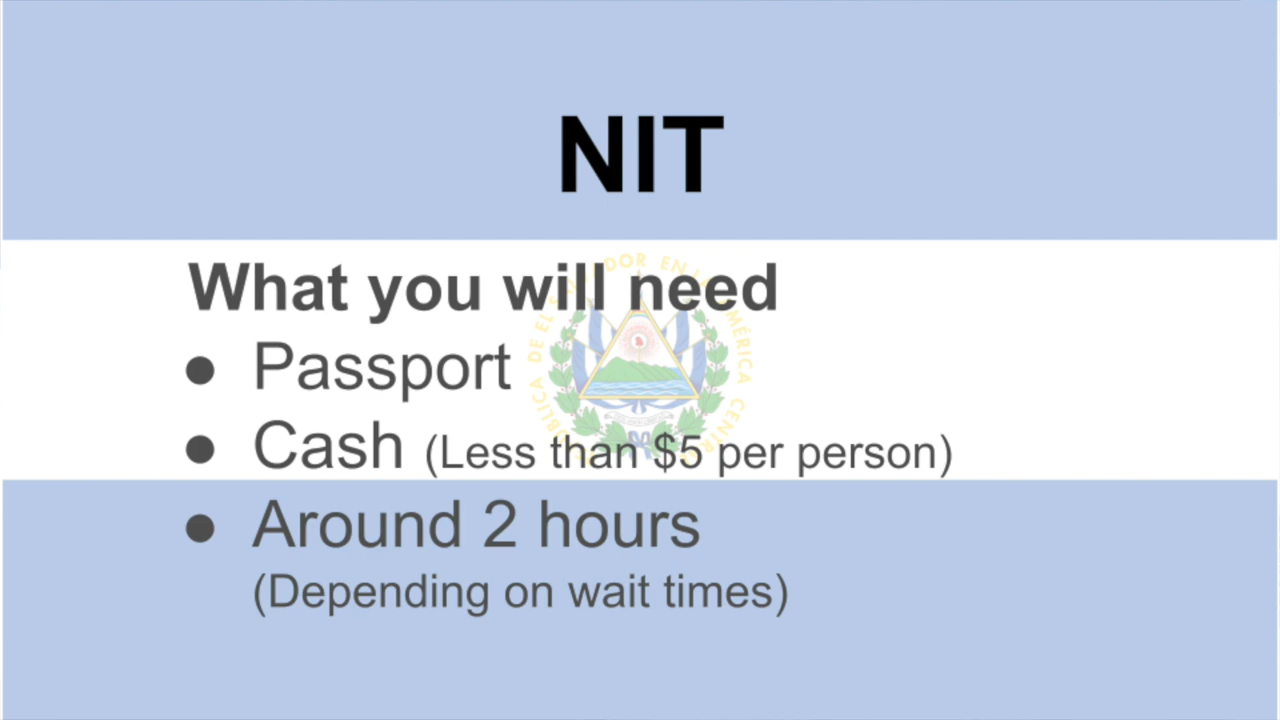 NIT
What you will need
● Passport
● Cash (Less than $5 per person)
● Around 2 hours
(Depending on wait times)